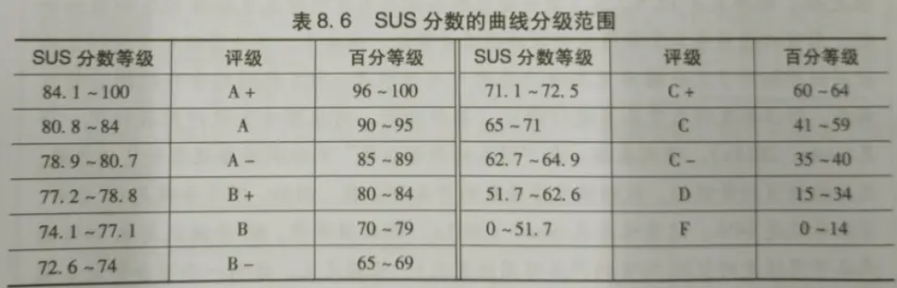 表8.6 SUS 分数的曲线分级范围
SUS 分数等级 评级 百分等级 SUS 分数等级 评级 百分等级
84.1~100 A+ 96~100 71.1~72.5 C+ 60~64
80.8~84 A 90~95 65~71 C 41~59
78.9~80.7 A- 85~89 62.7~64.9 C- 35~40
77.2~78.8 B+ 80~84 51.7~62.6 D 15~34
74.1~77.1 B 70~79 0~51.7 F 0~14
72.6~74 B- 65~69